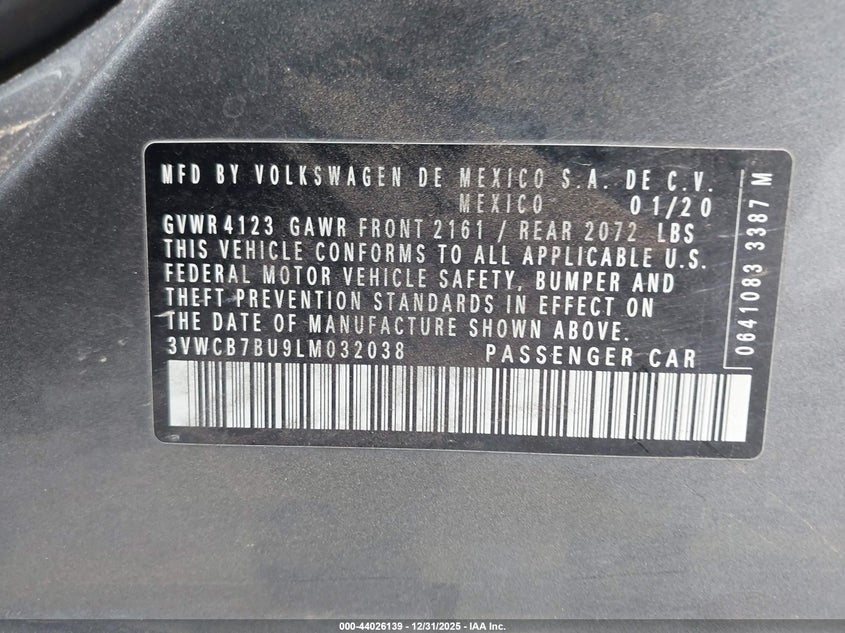 MFD BY VOLKSWAGEN DE MEXICO S.A. DE C.V.
MEXICO 01/20
GVWR 4123 GAWR FRONT 2161 / REAR 2072 LBS
THIS VEHICLE CONFORMS TO ALL APPLICABLE U.S.
FEDERAL MOTOR VEHICLE SAFETY, BUMPER AND
THEFT PREVENTION STANDARDS IN EFFECT ON
THE DATE OF MANUFACTURE SHOWN ABOVE.
3VWCB7BU9LM032038 PASSENGER CAR
0641083 3387 M
000-44026139 - 12/31/2025 - IAA Inc.